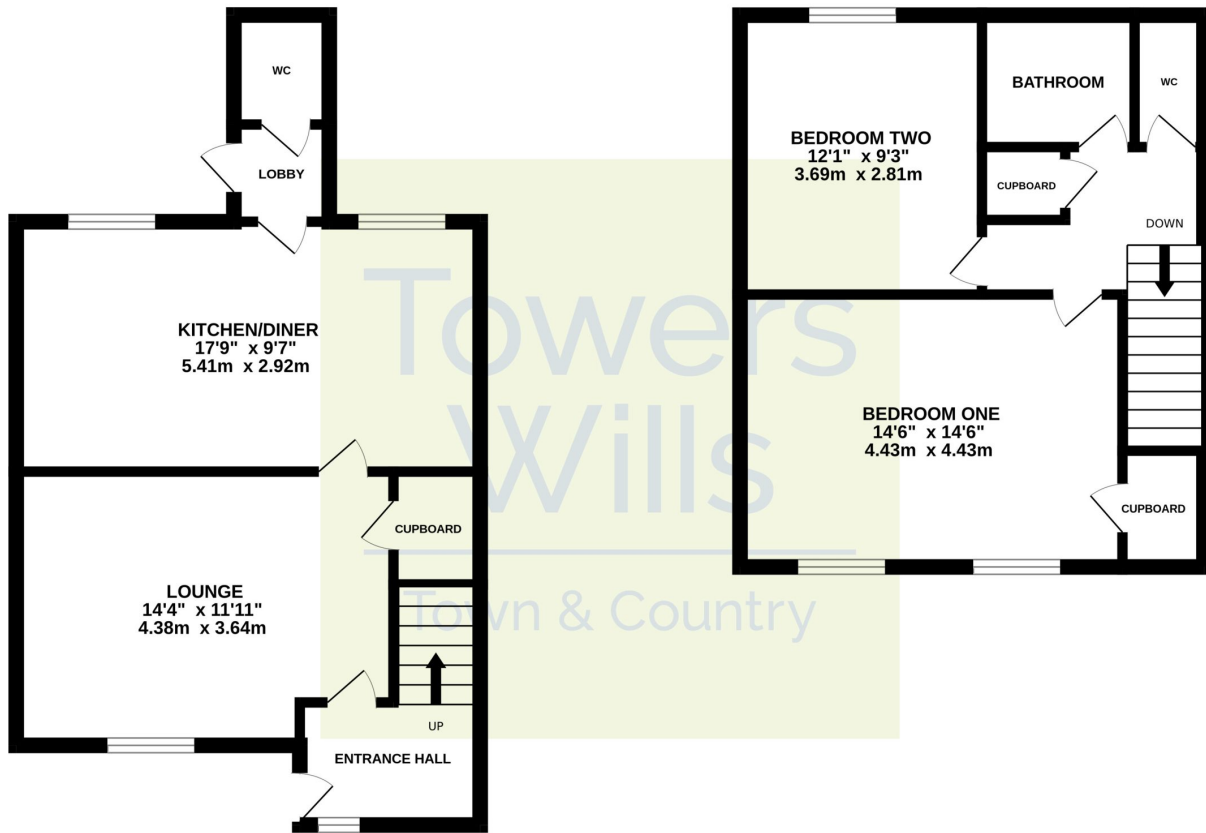 WC
LOBBY
KITCHEN/DINER
17'9" x 9'7"
5.41m x 2.92m
CUPBOARD
LOUNGE
14'4" x 11'11"
4.38m x 3.64m
UP
ENTRANCE HALL
BEDROOM TWO
12'1" x 9'3"
3.69m x 2.81m
BATHROOM
WC
CUPBOARD
DOWN
BEDROOM ONE
14'6" x 14'6"
4.43m x 4.43m
CUPBOARD
Towers
Wills
Town & Country